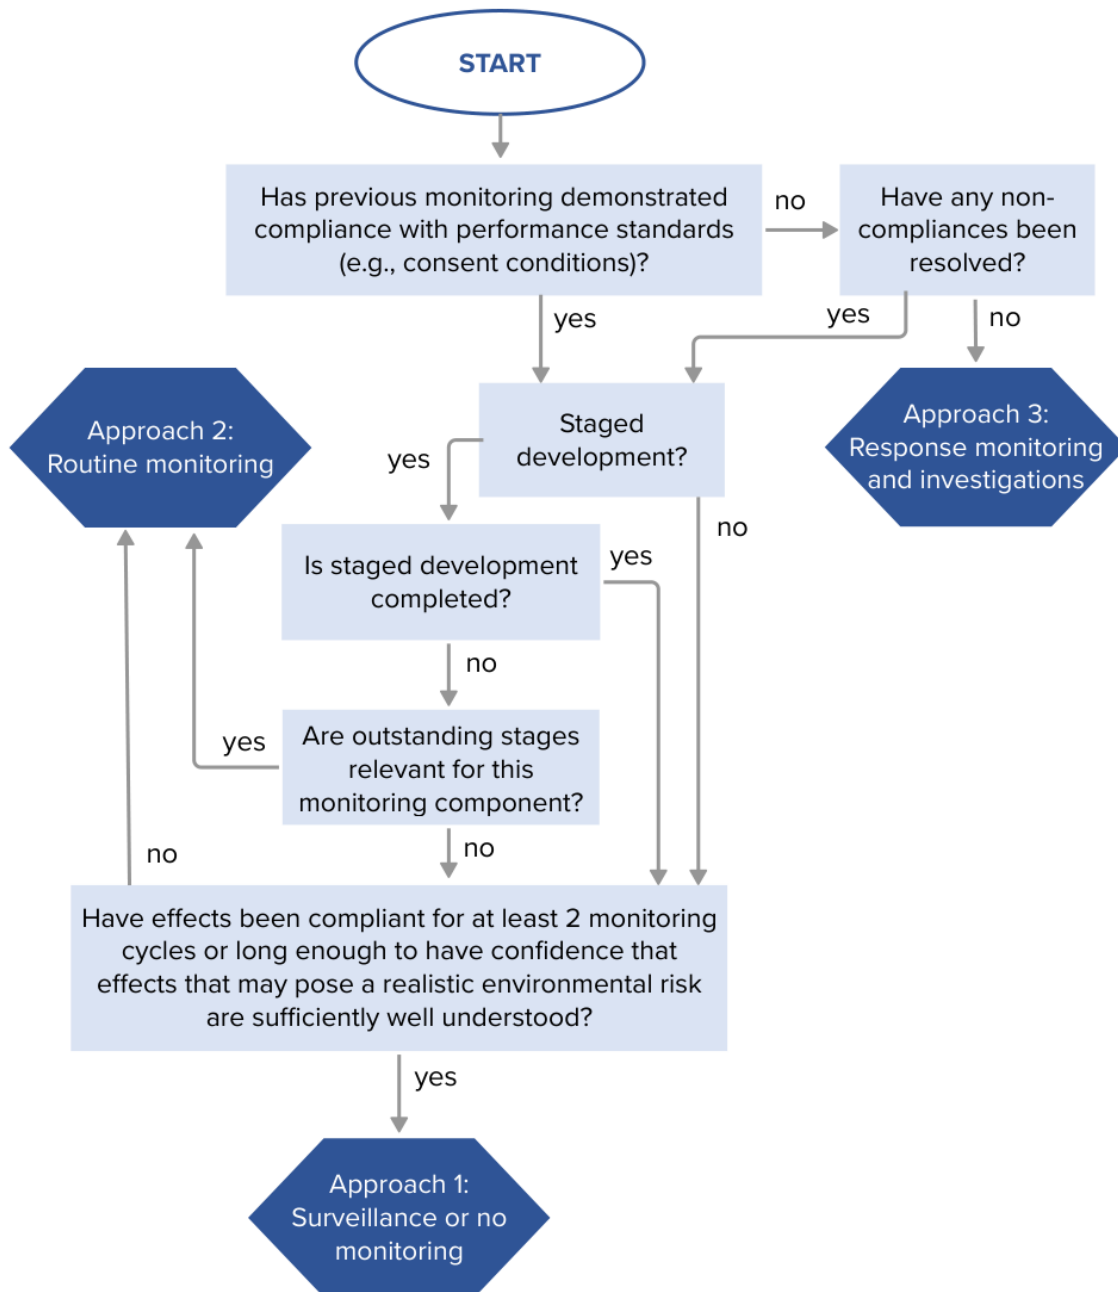 START
Has previous monitoring demonstrated
compliance with performance standards
(e.g., consent conditions)?
no
Have any non-
compliances been
resolved?
yes
yes
no
Approach 2:
Routine monitoring
Staged
development?
Approach 3:
Response monitoring
and investigations
yes
no
Is staged development
completed?
yes
no
Are outstanding stages
relevant for this
monitoring component?
yes
no
no
Have effects been compliant for at least 2 monitoring
cycles or long enough to have confidence that
effects that may pose a realistic environmental risk
are sufficiently well understood?
yes
Approach 1:
Surveillance or no
monitoring